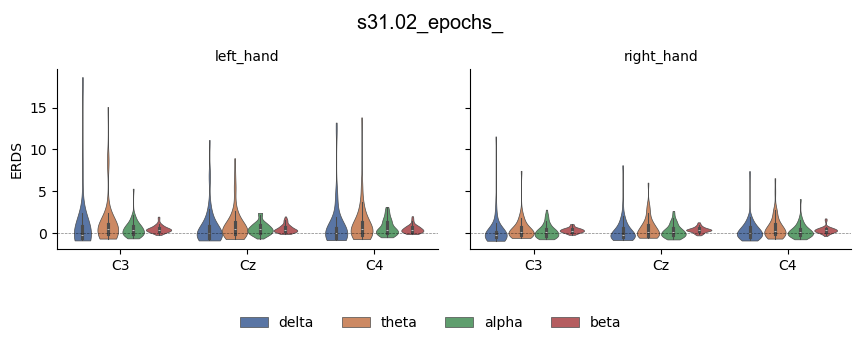 s31.02_epochs_
left_hand
right_hand
ERDS
15
10
5
0
C3
Cz
C4
C3
Cz
C4
delta
theta
alpha
beta